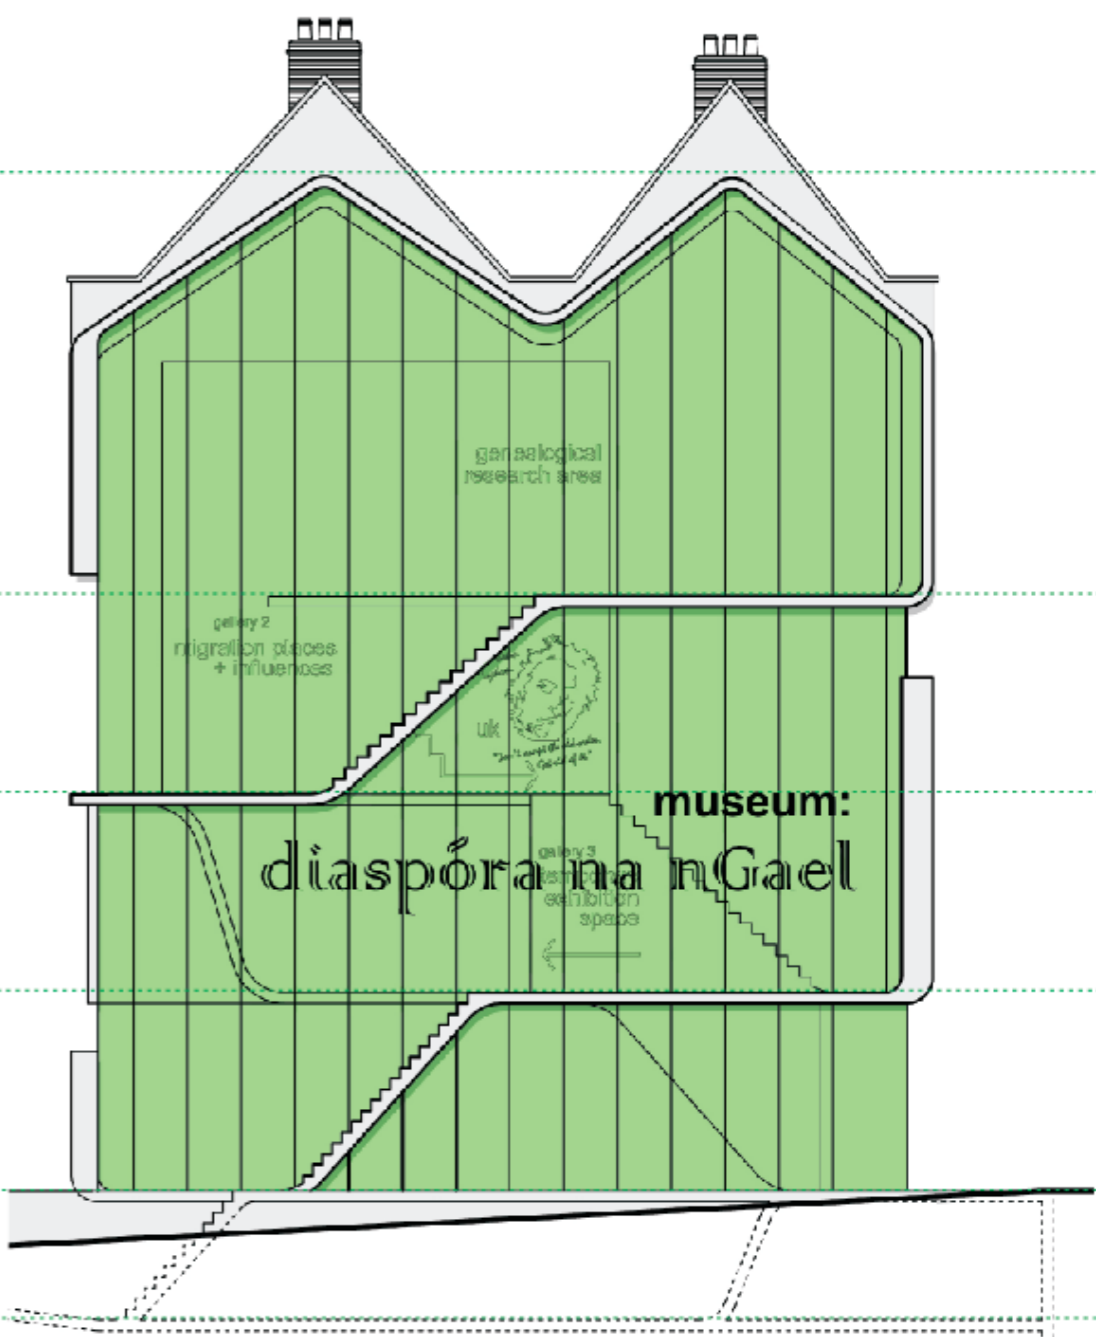 genealogical
research area
gallery 2
migration places
+ influences
uk
museum:
diaspóra na nGael
gallery 3
exhibition
space